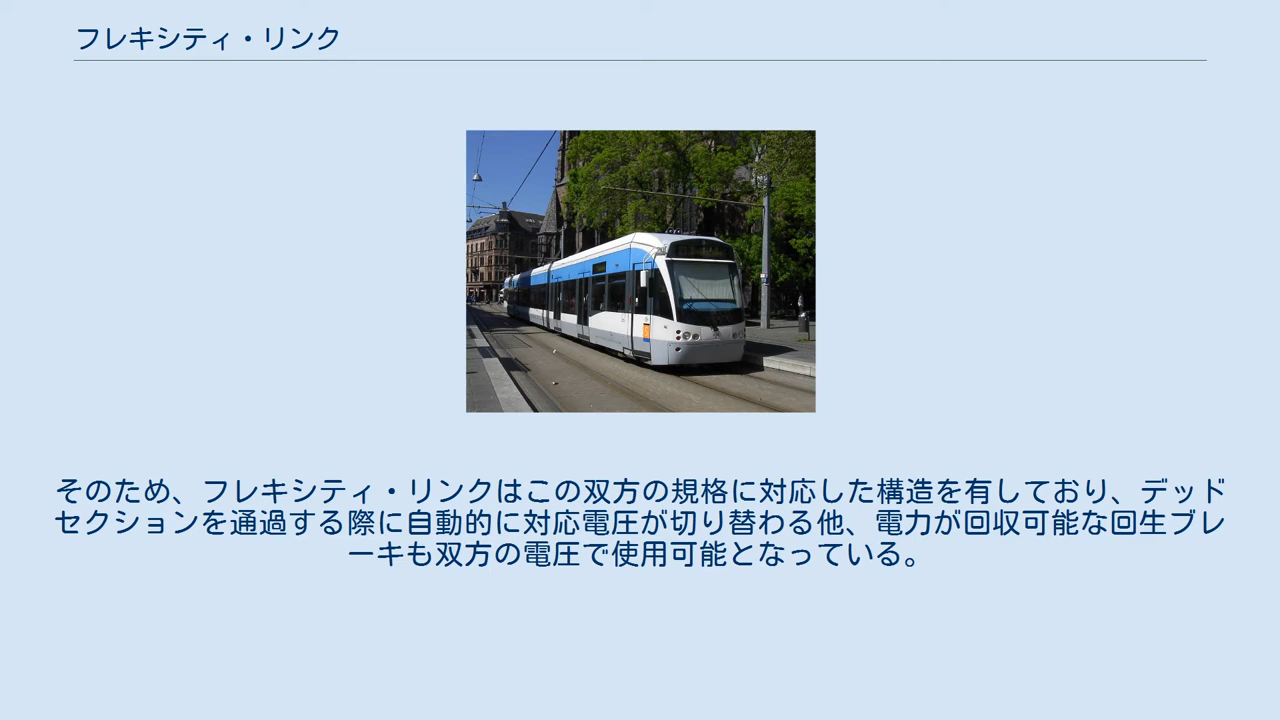 フレキシティ・リンク
そのため、フレキシティ・リンクはこの双方の規格に対応した構造を有しており、デッド
セクションを通過する際に自動的に対応電圧が切り替わる他、電力が回収可能な回生ブレ
ーキも双方の電圧で使用可能となっている。